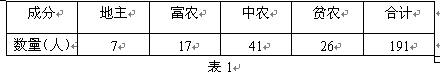 成分 地主 富农 中农 贫农 合计
数量(人) 7 17 41 26 191
表 1